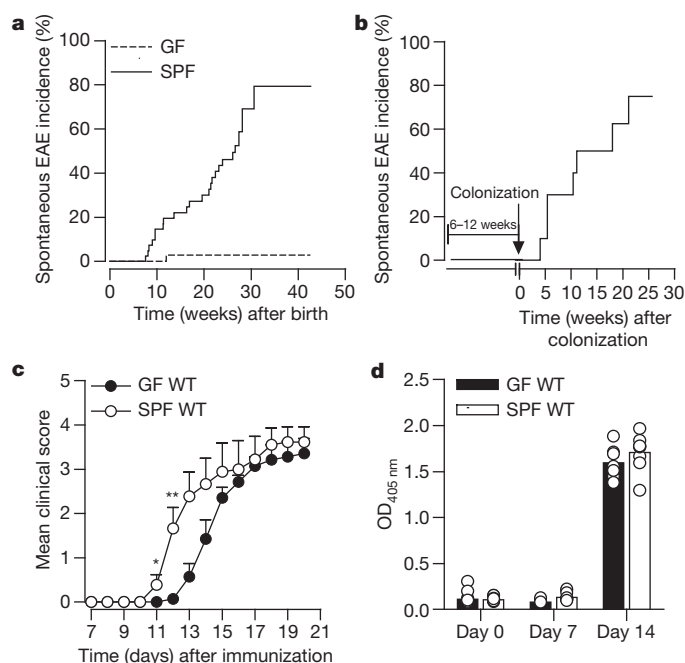 a
Spontaneous EAE incidence (%)
100
80
60
40
20
0
GF
SPF
0 10 20 30 40 50
Time (weeks) after birth
b
Spontaneous EAE incidence (%)
100
80
60
40
20
0
Colonization
6–12 weeks
0 5 10 15 20 25 30
Time (weeks) after
colonization
c
Mean clinical score
5
4
3
2
1
0
GF WT
SPF WT
**
*
7 9 11 13 15 17 19 21
Time (days) after immunization
d
OD405 nm
2.5
2.0
1.5
1.0
0.5
0.0
GF WT
SPF WT
Day 0 Day 7 Day 14